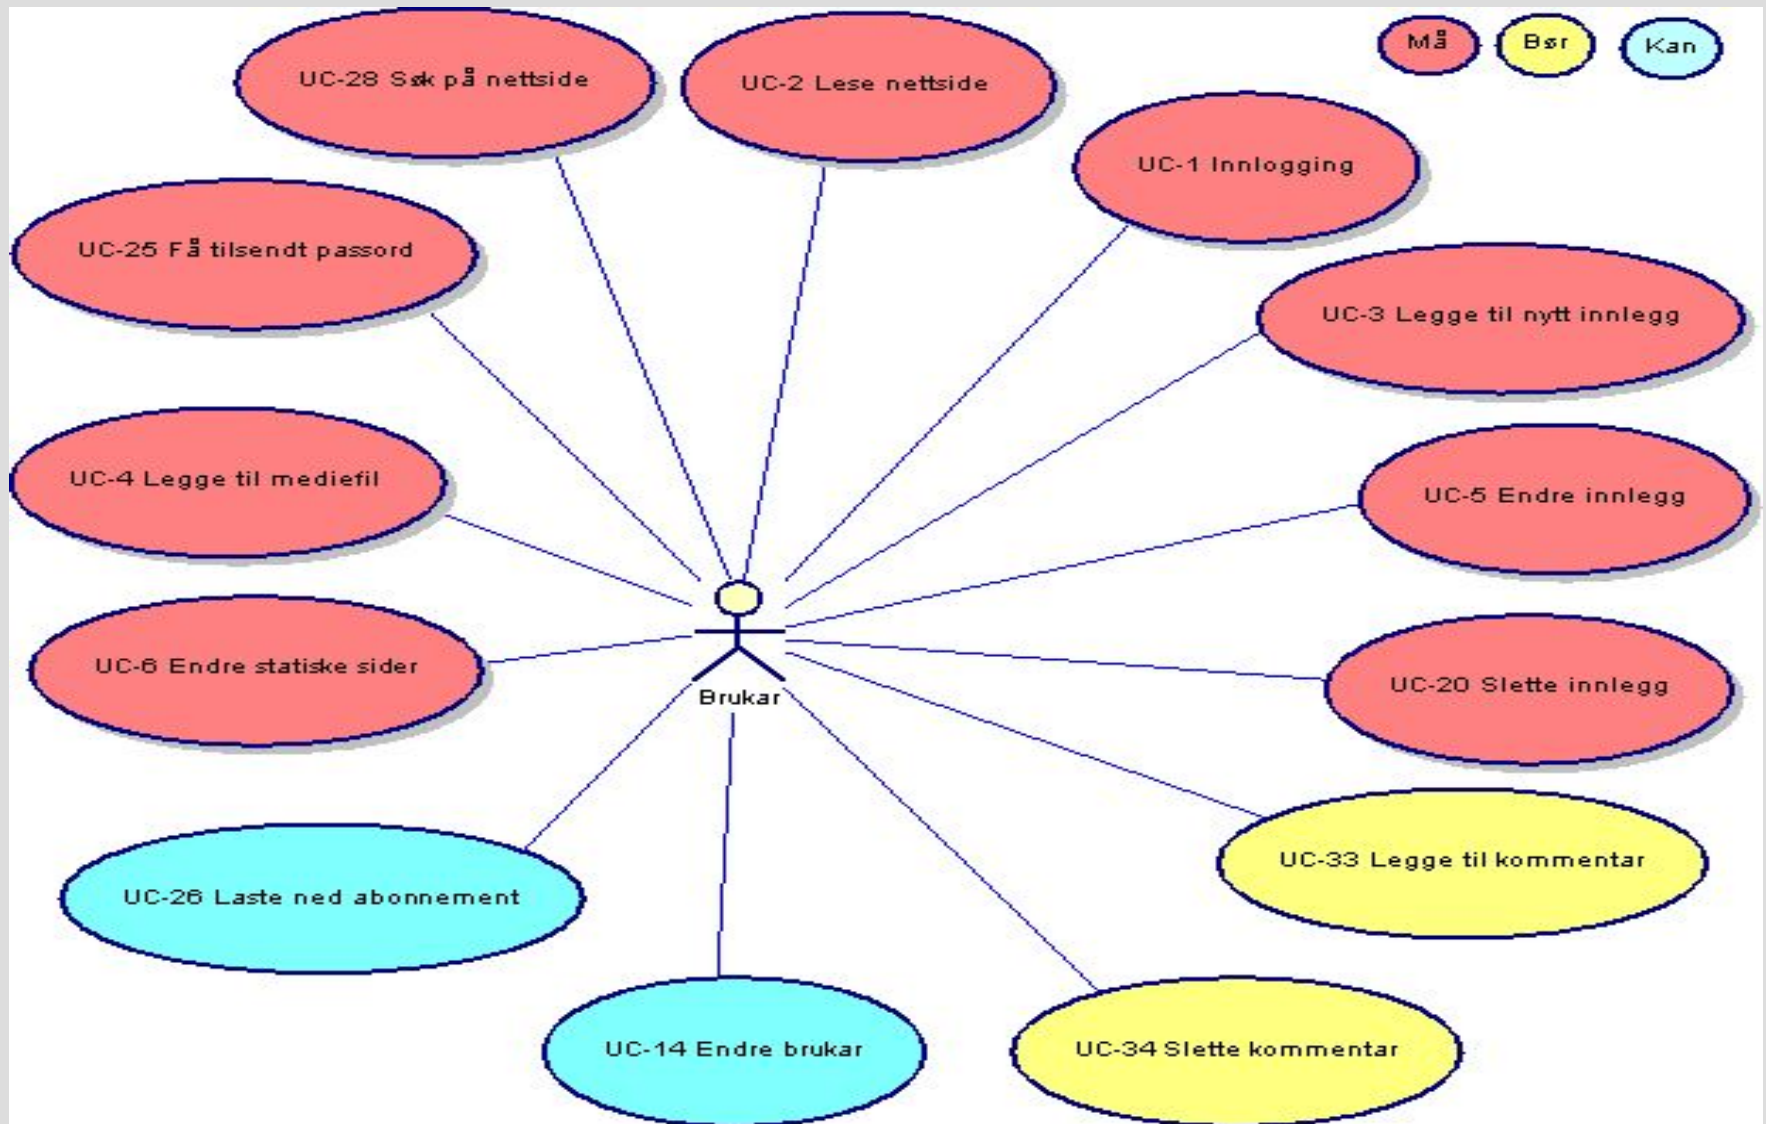 Må
Bør
Kan
UC-28 Søk på nettside
UC-2 Lese nettside
UC-1 Innlogging
UC-25 Få tilsendt passord
UC-3 Legge til nytt innlegg
UC-4 Legge til mediefil
UC-5 Endre innlegg
UC-6 Endre statiske sider
UC-20 Slette innlegg
Brukar
UC-33 Legge til kommentar
UC-26 Laste ned abonnement
UC-14 Endre brukar
UC-34 Slette kommentar